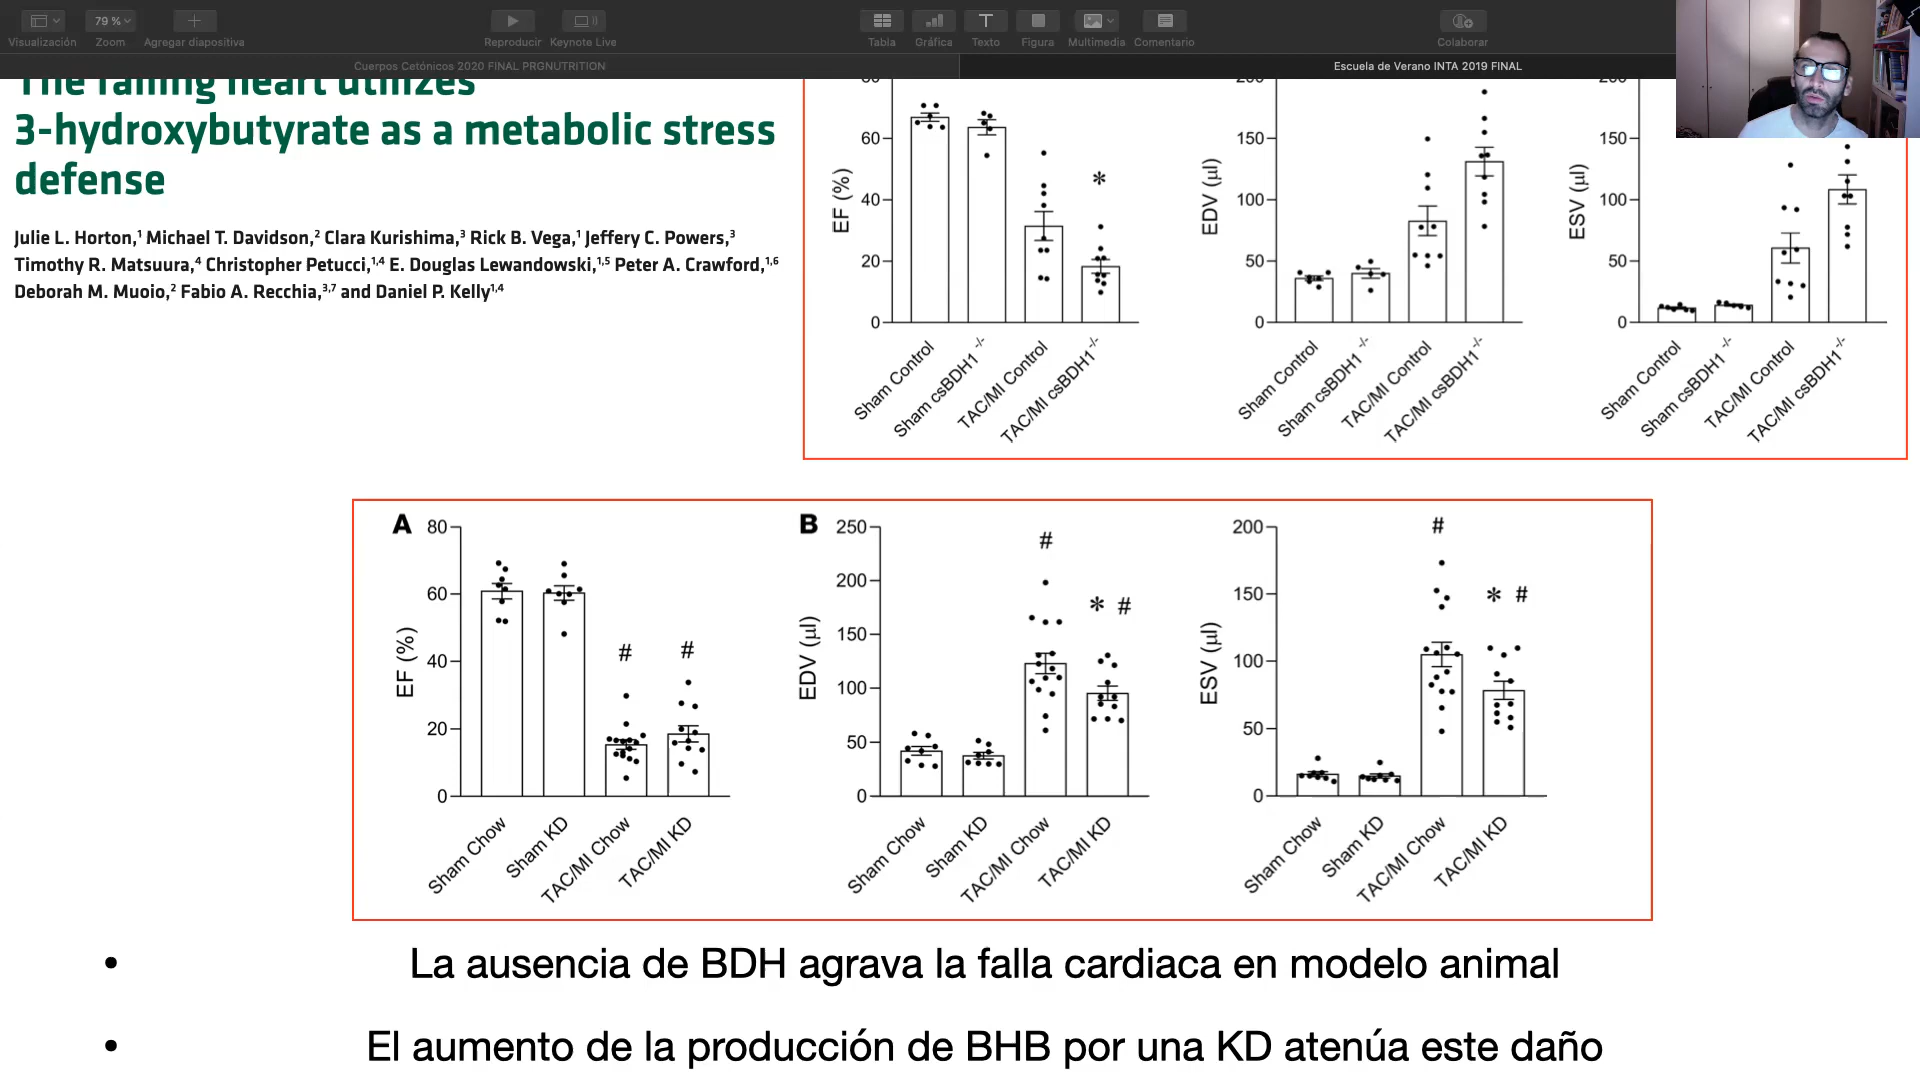 79 %
Visualización Zoom Agregar diapositiva Reproducir Keynote Live Tabla Gráfica Texto Figura Multimedia Comentario Colaborar
Cuerpos Cetónicos 2020 FINAL PRGNUTRITION
Escuela de Verano INTA 2019 FINAL
The failing heart utilizes
3-hydroxybutyrate as a metabolic stress
defense
Julie L. Horton,¹ Michael T. Davidson,² Clara Kurishima,³ Rick B. Vega,¹ Jeffery C. Powers,³
Timothy R. Matsuura,⁴ Christopher Petucci,¹,⁴ E. Douglas Lewandowski,¹,⁵ Peter A. Crawford,¹,⁶
Deborah M. Muoio,² Fabio A. Recchia,³,⁷ and Daniel P. Kelly¹,⁴
EF (%)
80
60
40
20
0
*
Sham Control
Sham csBDH1 -/-
TAC/MI Control
TAC/MI csBDH1 -/-
EDV (µl)
200
150
100
50
0
Sham Control
Sham csBDH1 -/-
TAC/MI Control
TAC/MI csBDH1 -/-
ESV (µl)
200
150
100
50
0
Sham Control
Sham csBDH1 -/-
TAC/MI Control
TAC/MI csBDH1 -/-
A
EF (%)
80
60
40
20
0
# #
Sham Chow
Sham KD
TAC/MI Chow
TAC/MI KD
B
EDV (µl)
250
200
150
100
50
0
#
* #
Sham Chow
Sham KD
TAC/MI Chow
TAC/MI KD
ESV (µl)
200
150
100
50
0
#
* #
Sham Chow
Sham KD
TAC/MI Chow
TAC/MI KD
• La ausencia de BDH agrava la falla cardiaca en modelo animal
• El aumento de la producción de BHB por una KD atenúa este daño